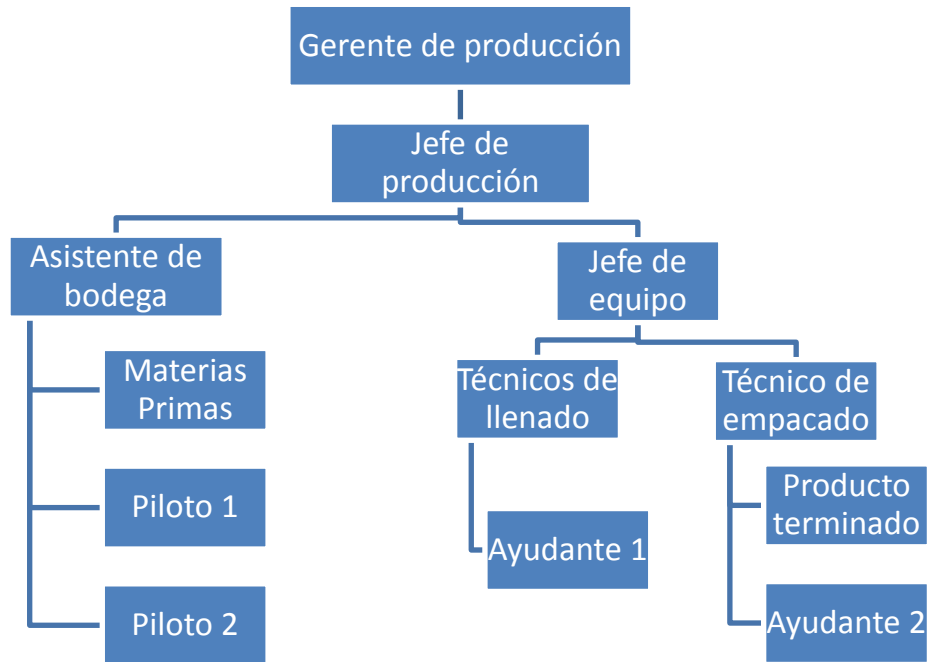 Gerente de producción
Jefe de
producción
Asistente de
bodega
Jefe de
equipo
Materias
Primas
Técnicos de
llenado
Técnico de
empacado
Piloto 1
Producto
terminado
Ayudante 1
Piloto 2
Ayudante 2